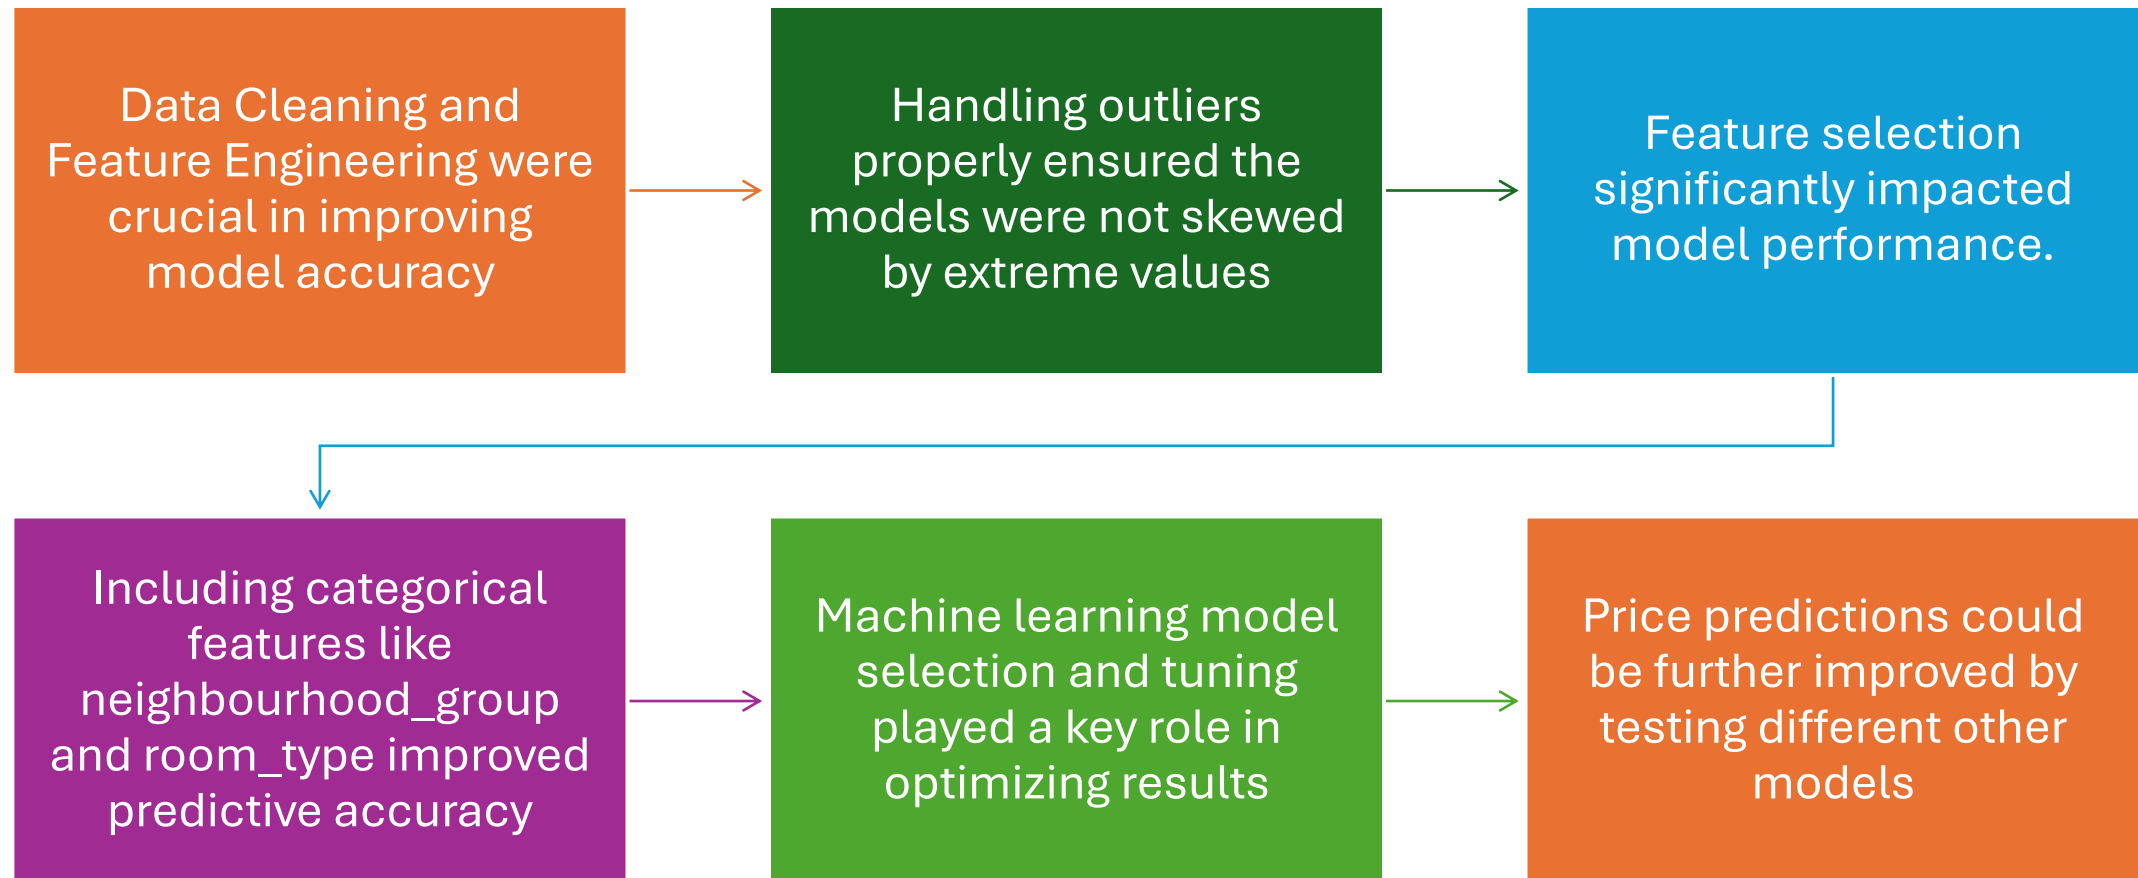 Data Cleaning and
Feature Engineering were
crucial in improving
model accuracy
Handling outliers
properly ensured the
models were not skewed
by extreme values
Feature selection
significantly impacted
model performance.
Including categorical
features like
neighbourhood_group
and room_type improved
predictive accuracy
Machine learning model
selection and tuning
played a key role in
optimizing results
Price predictions could
be further improved by
testing different other
models